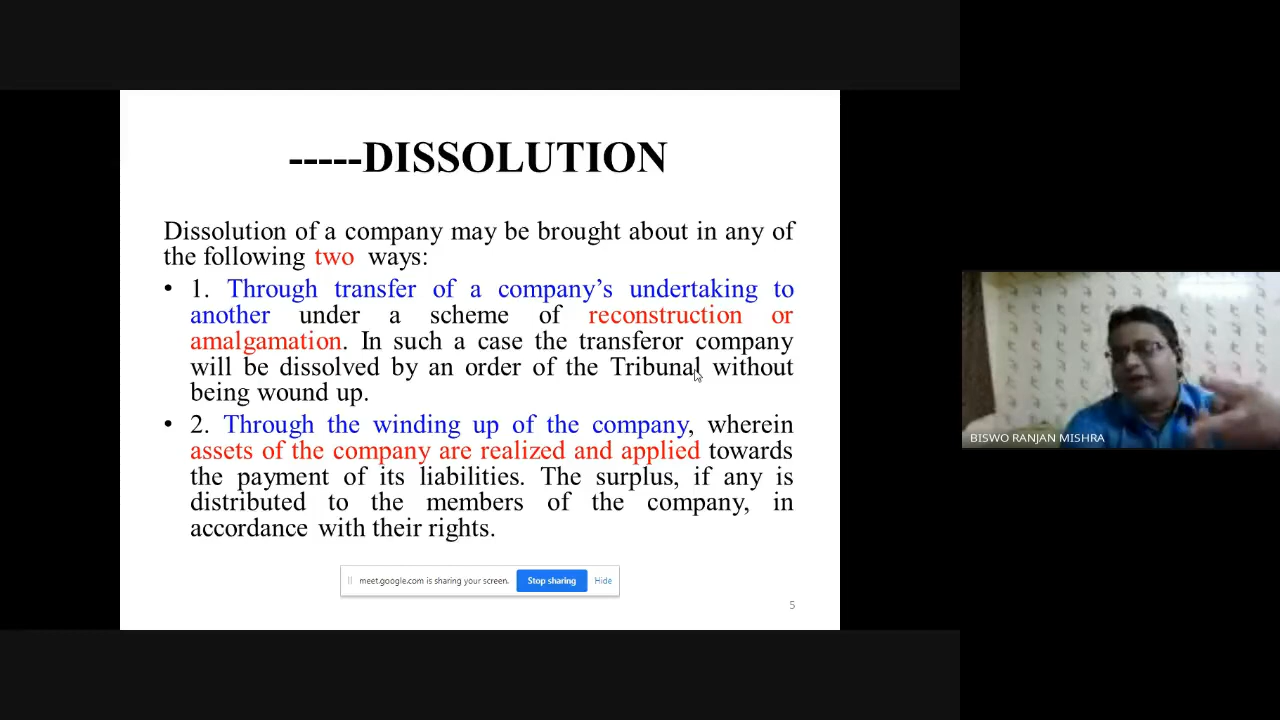 -----DISSOLUTION
Dissolution of a company may be brought about in any of
the following two ways:
• 1. Through transfer of a company’s undertaking to
another under a scheme of reconstruction or
amalgamation. In such a case the transferor company
will be dissolved by an order of the Tribunal without
being wound up.
• 2. Through the winding up of the company, wherein
assets of the company are realized and applied towards
the payment of its liabilities. The surplus, if any is
distributed to the members of the company, in
accordance with their rights.
meet.google.com is sharing your screen. Stop sharing Hide
5
BISWO RANJAN MISHRA